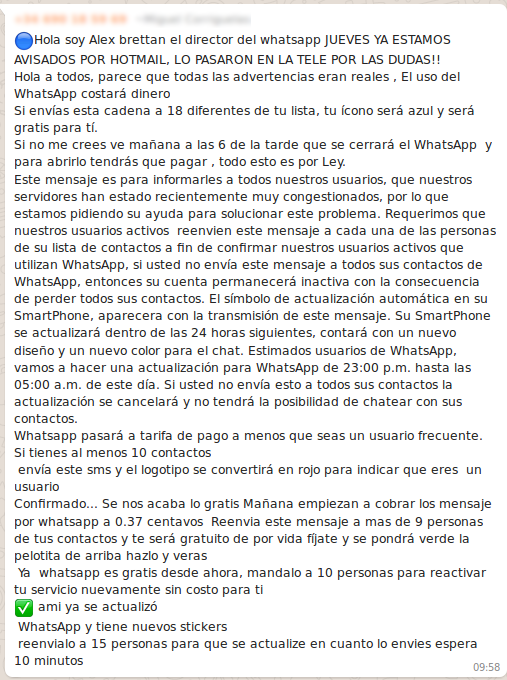 Hola soy Alex brettan el director del whatsapp JUEVES YA ESTAMOS
AVISADOS POR HOTMAIL, LO PASARON EN LA TELE POR LAS DUDAS!!
Hola a todos, parece que todas las advertencias eran reales , El uso del
WhatsApp costará dinero
Si envías esta cadena a 18 diferentes de tu lista, tu ícono será azul y será
gratis para tí.
Si no me crees ve mañana a las 6 de la tarde que se cerrará el WhatsApp  y
para abrirlo tendrás que pagar , todo esto es por Ley.
Este mensaje es para informarles a todos nuestros usuarios, que nuestros
servidores han estado recientemente muy congestionados, por lo que
estamos pidiendo su ayuda para solucionar este problema. Requerimos que
nuestros usuarios activos  reenvien este mensaje a cada una de las personas
de su lista de contactos a fin de confirmar nuestros usuarios activos que
utilizan WhatsApp, si usted no envía este mensaje a todos sus contactos de
WhatsApp, entonces su cuenta permanecerá inactiva con la consecuencia
de perder todos sus contactos. El símbolo de actualización automática en su
SmartPhone, aparecera con la transmisión de este mensaje. Su SmartPhone
se actualizará dentro de las 24 horas siguientes, contará con un nuevo
diseño y un nuevo color para el chat. Estimados usuarios de WhatsApp,
vamos a hacer una actualización para WhatsApp de 23:00 p.m. hasta las
05:00 a.m. de este día. Si usted no envía esto a todos sus contactos la
actualización se cancelará y no tendrá la posibilidad de chatear con sus
contactos.
Whatsapp pasará a tarifa de pago a menos que seas un usuario frecuente.
Si tienes al menos 10 contactos
envía este sms y el logotipo se convertirá en rojo para indicar que eres  un
usuario
Confirmado... Se nos acaba lo gratis Mañana empiezan a cobrar los mensaje
por whatsapp a 0.37 centavos  Reenvia este mensaje a mas de 9 personas
de tus contactos y te será gratuito de por vida fíjate y se pondrá verde la
pelotita de arriba hazlo y veras
Ya  whatsapp es gratis desde ahora, mandalo a 10 personas para reactivar
tu servicio nuevamente sin costo para ti
✅ ami ya se actualizó
WhatsApp y tiene nuevos stickers
reenvialo a 15 personas para que se actualize en cuanto lo envies espera
10 minutos
09:58